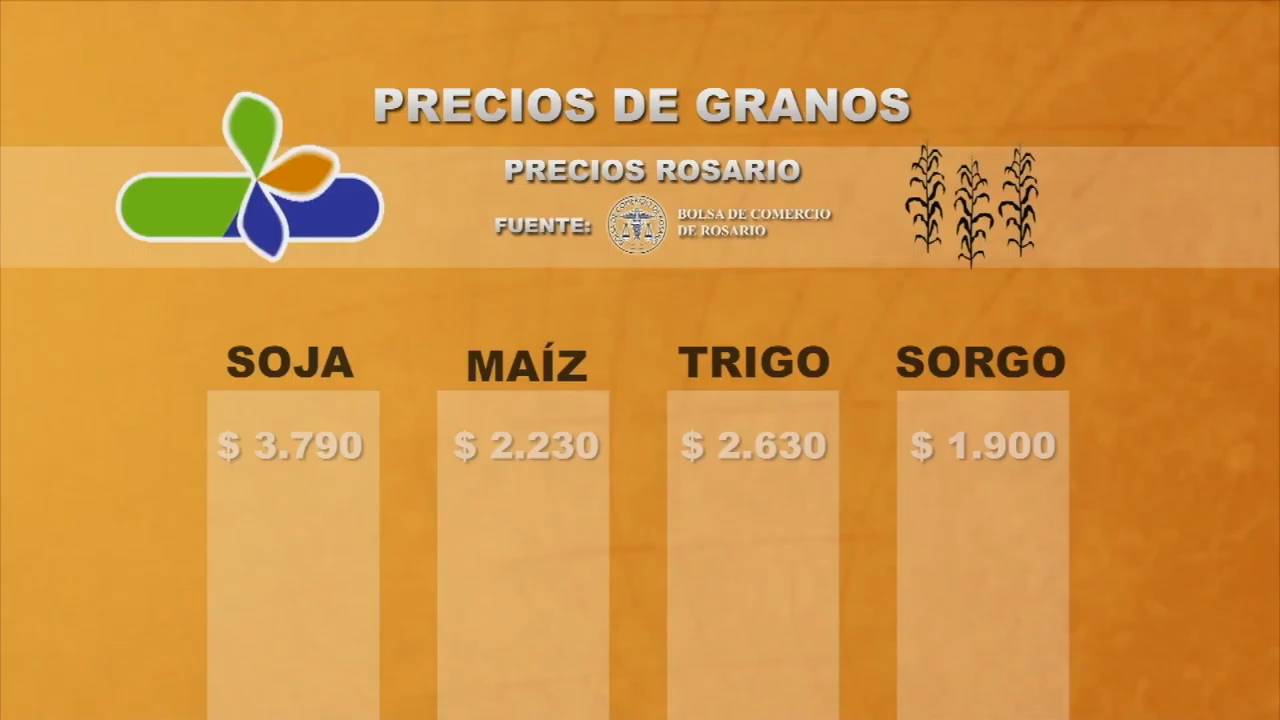 PRECIOS DE GRANOS
PRECIOS ROSARIO
FUENTE:
BOLSA DE COMERCIO
DE ROSARIO
SOJA MAÍZ TRIGO SORGO
$ 3.790 $ 2.230 $ 2.630 $ 1.900